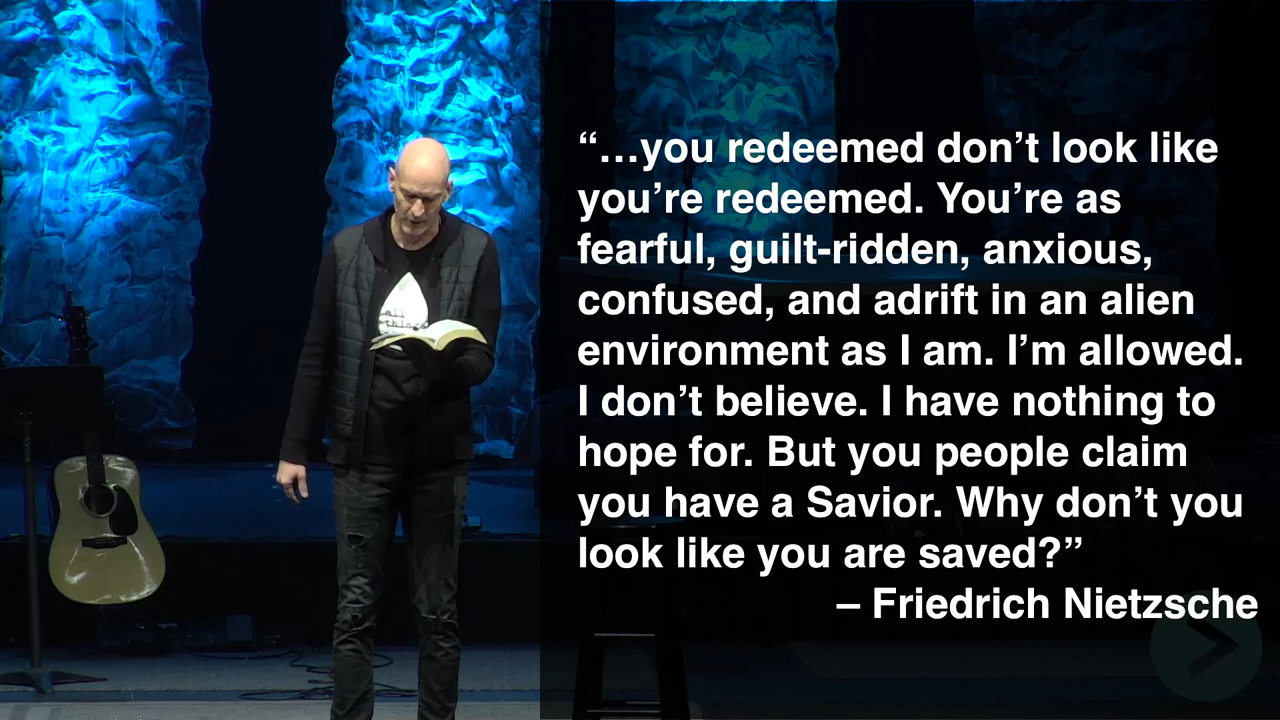 all
things
“…you redeemed don’t look like
you’re redeemed. You’re as
fearful, guilt-ridden, anxious,
confused, and adrift in an alien
environment as I am. I’m allowed.
I don’t believe. I have nothing to
hope for. But you people claim
you have a Savior. Why don’t you
look like you are saved?”
– Friedrich Nietzsche